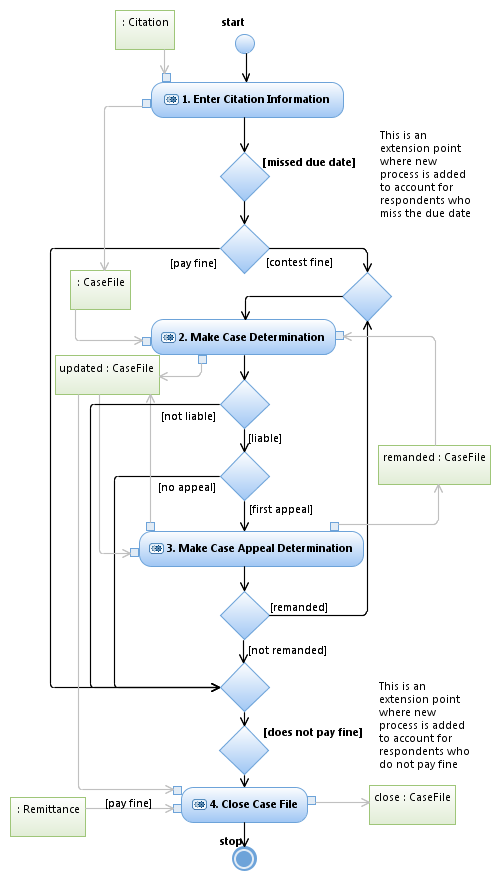 : Citation
start
1. Enter Citation Information
[missed due date]
This is an
extension point
where new
process is added
to account for
respondents who
miss the due date
[pay fine]
[contest fine]
: CaseFile
2. Make Case Determination
updated : CaseFile
[not liable]
[liable]
remanded : CaseFile
[no appeal]
[first appeal]
3. Make Case Appeal Determination
[remanded]
[not remanded]
This is an
extension point
where new
process is added
to account for
respondents who
do not pay fine
[does not pay fine]
: Remittance
[pay fine]
4. Close Case File
close : CaseFile
stop